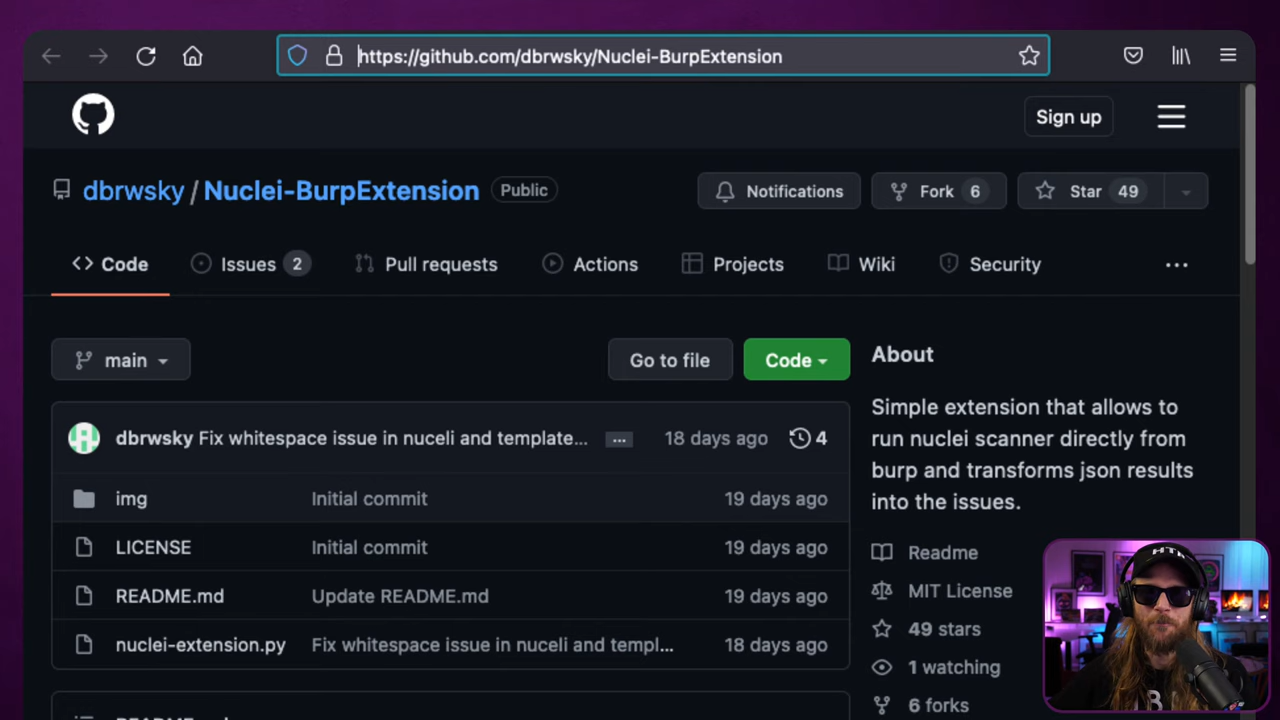 https://github.com/dbrwsky/Nuclei-BurpExtension
Sign up
dbrwsky / Nuclei-BurpExtension Public
Notifications
Fork 6
Star 49
Code
Issues 2
Pull requests
Actions
Projects
Wiki
Security
main
Go to file
Code
dbrwsky Fix whitespace issue in nuceli and template... 18 days ago 4
img Initial commit 19 days ago
LICENSE Initial commit 19 days ago
README.md Update README.md 19 days ago
nuclei-extension.py Fix whitespace issue in nuceli and templ... 18 days ago
About
Simple extension that allows to
run nuclei scanner directly from
burp and transforms json results
into the issues.
Readme
MIT License
49 stars
1 watching
6 forks